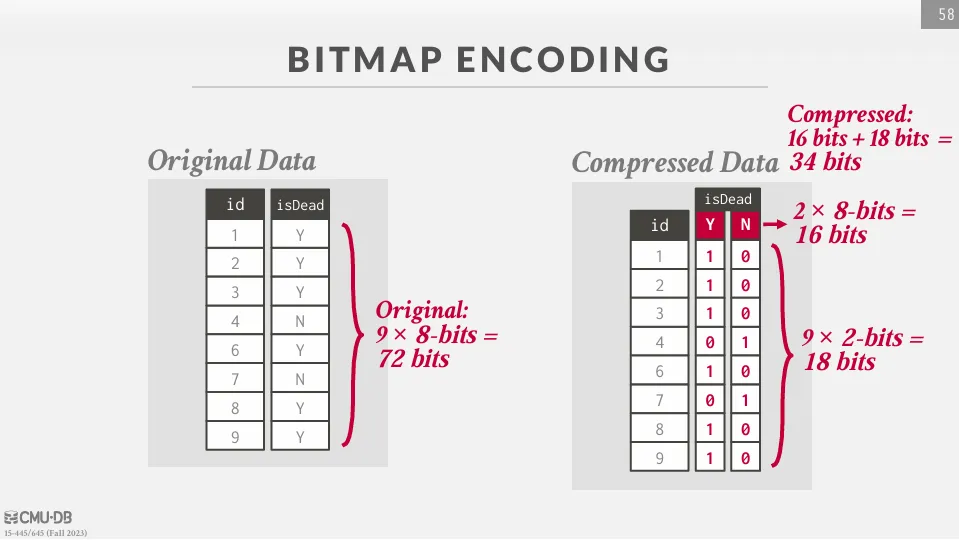 58
BITMAP ENCODING
Original Data
id isDead
1 Y
2 Y
3 Y
4 N
6 Y
7 N
8 Y
9 Y
Original:
9 × 8-bits =
72 bits
Compressed Data
Compressed:
16 bits + 18 bits =
34 bits
isDead
id Y N
2 × 8-bits =
16 bits
1 1 0
2 1 0
3 1 0
4 0 1
6 1 0
7 0 1
8 1 0
9 1 0
9 × 2-bits =
18 bits
CMU·DB
15-445/645 (Fall 2023)